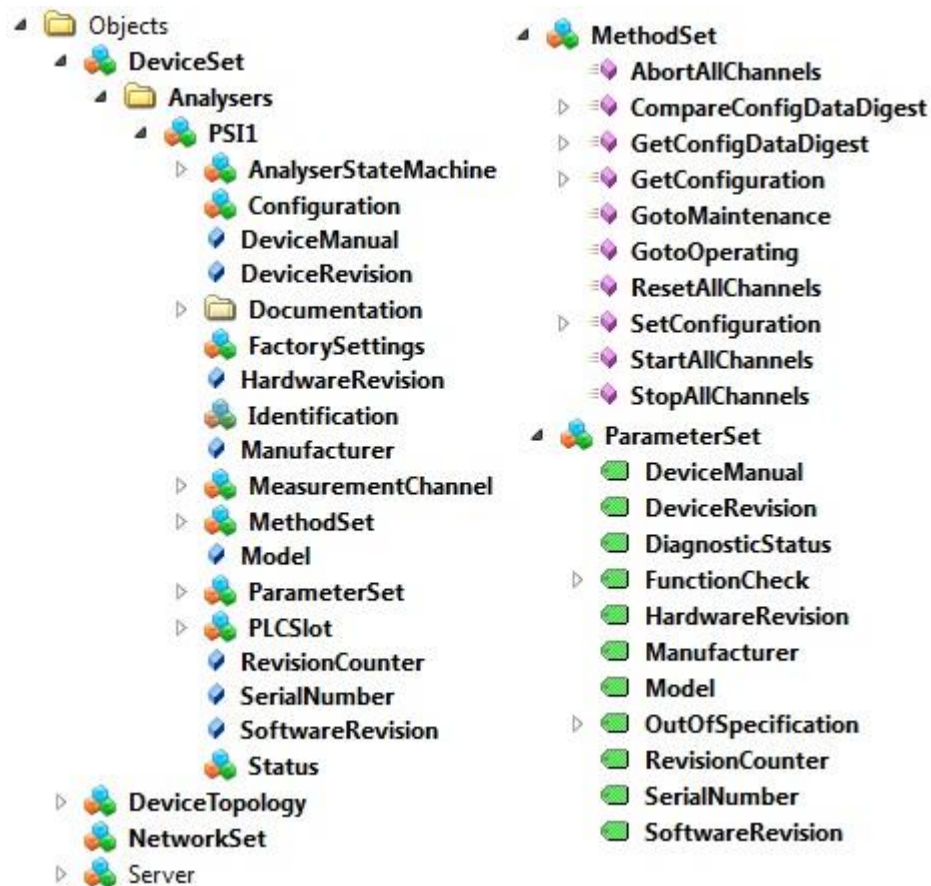 Objects
DeviceSet
Analysers
PSI1
AnalyserStateMachine
Configuration
DeviceManual
DeviceRevision
Documentation
FactorySettings
HardwareRevision
Identification
Manufacturer
MeasurementChannel
MethodSet
Model
ParameterSet
PLCSlot
RevisionCounter
SerialNumber
SoftwareRevision
Status
DeviceTopology
NetworkSet
Server
MethodSet
AbortAllChannels
CompareConfigDataDigest
GetConfigDataDigest
GetConfiguration
GotoMaintenance
GotoOperating
ResetAllChannels
SetConfiguration
StartAllChannels
StopAllChannels
ParameterSet
DeviceManual
DeviceRevision
DiagnosticStatus
FunctionCheck
HardwareRevision
Manufacturer
Model
OutOfSpecification
RevisionCounter
SerialNumber
SoftwareRevision